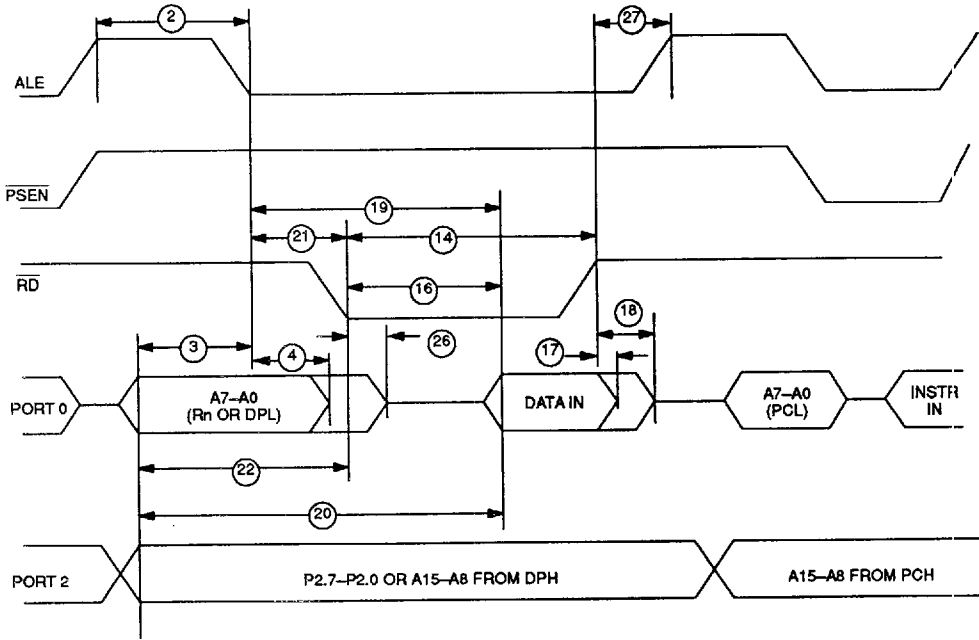 2
27
ALE
PSEN
19
21
14
RD
16
18
3
4
26
17
PORT 0
A7–A0
(Rn OR DPL)
DATA IN
A7–A0
(PCL)
INSTR
IN
22
20
PORT 2
P2.7–P2.0 OR A15–A8 FROM DPH
A15–A8 FROM PCH